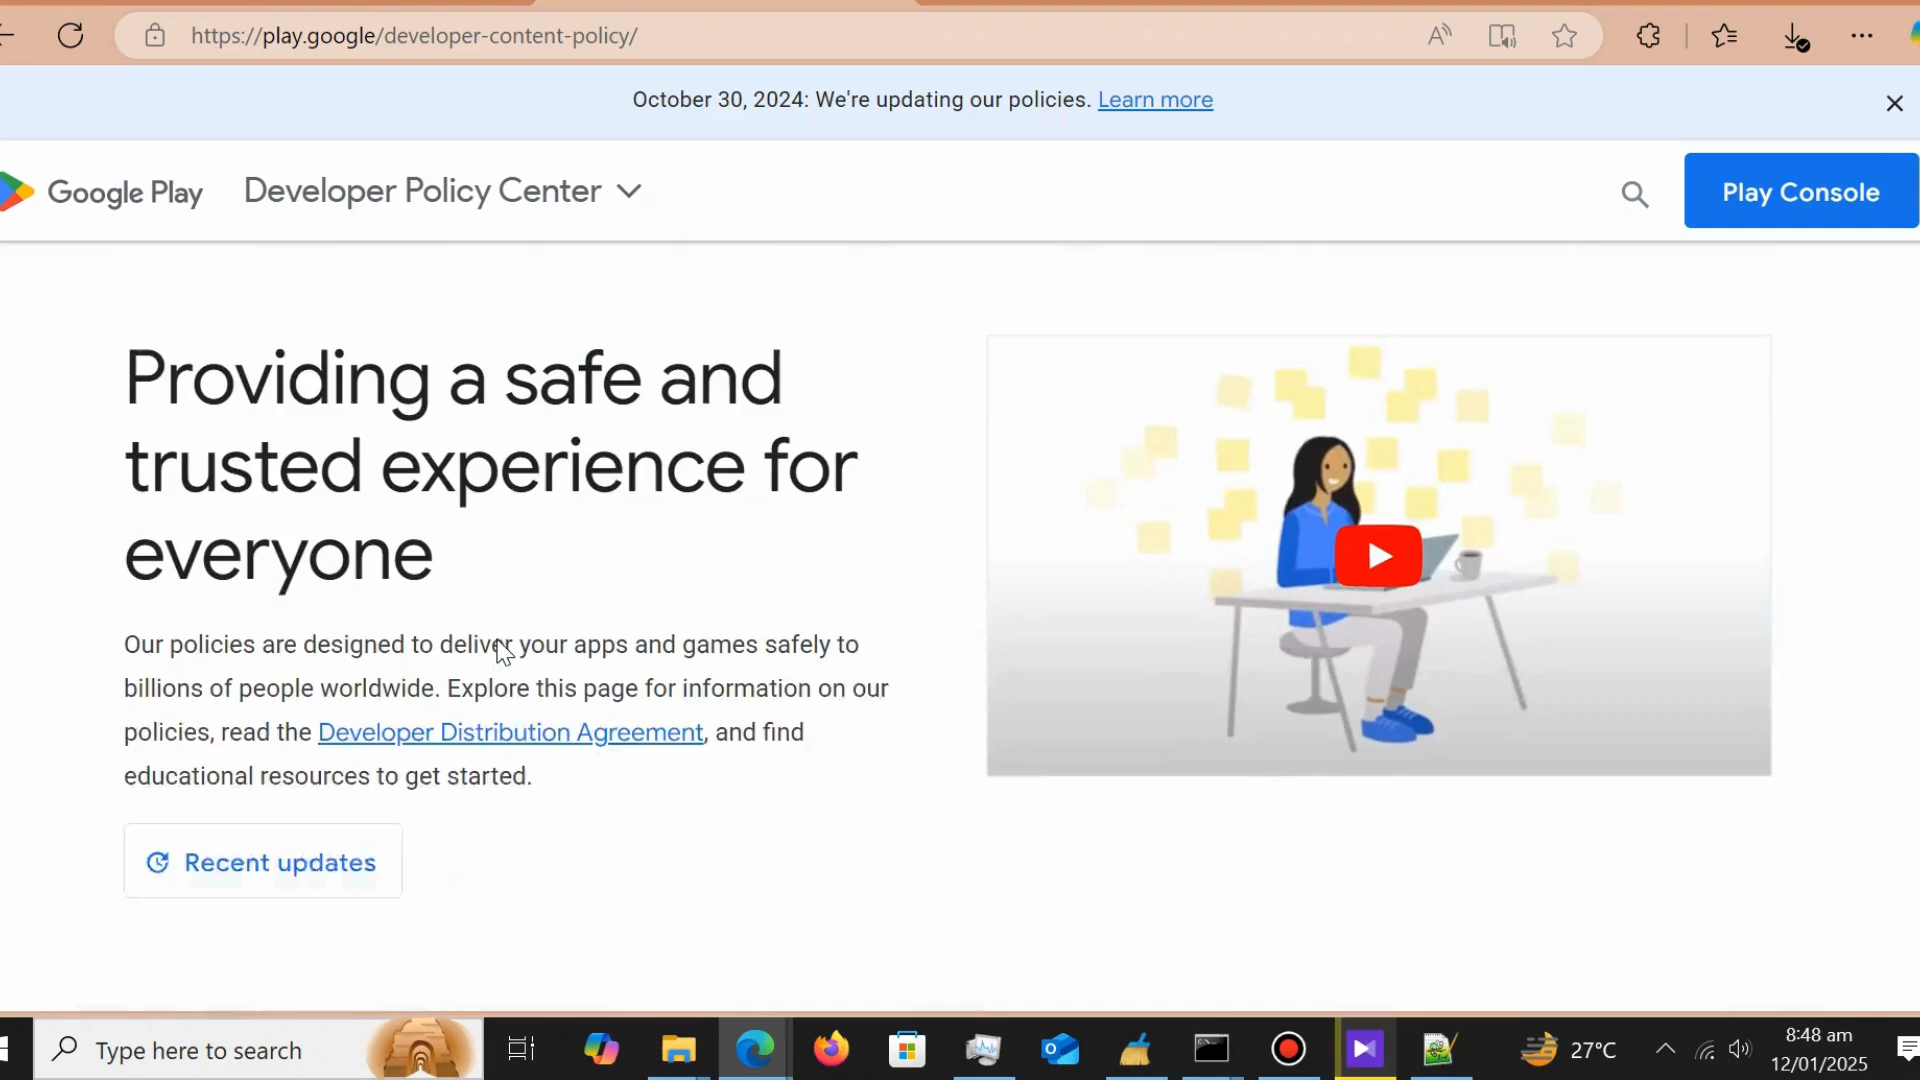 https://play.google/developer-content-policy/
October 30, 2024: We're updating our policies. Learn more
Google Play
Developer Policy Center
Play Console
Providing a safe and
trusted experience for
everyone
Our policies are designed to deliver your apps and games safely to
billions of people worldwide. Explore this page for information on our
policies, read the Developer Distribution Agreement, and find
educational resources to get started.
Recent updates
Type here to search
27°C
8:48 am
12/01/2025